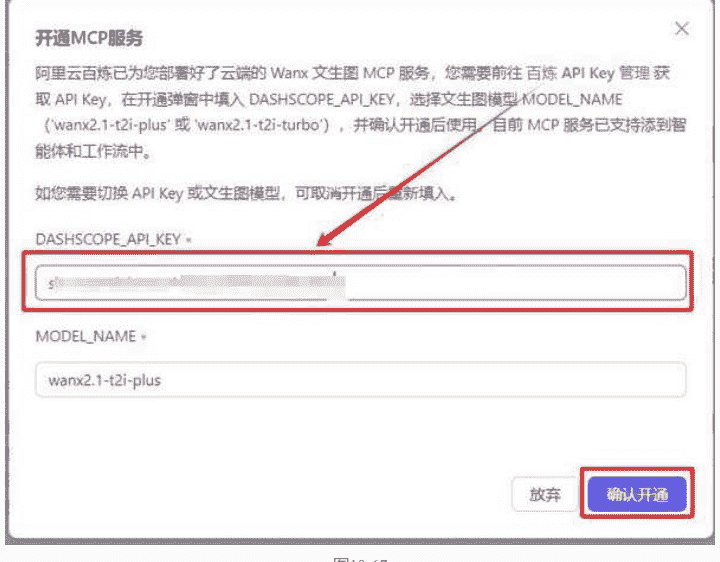 开通MCP服务
阿里云百炼已为您部署好了云端的 Wanx 文生图 MCP 服务，您需要前往 百炼 API Key 管理 获
取 API Key，在开通弹窗中填入 DASHSCOPE_API_KEY，选择文生图模型 MODEL_NAME
（'wanx2.1-t2i-plus' 或 'wanx2.1-t2i-turbo'），并确认开通后使用。目前 MCP 服务已支持添到智
能体和工作流中。
如您需要切换 API Key 或文生图模型，可取消开通后重新填入。
DASHSCOPE_API_KEY *
s
MODEL_NAME *
wanx2.1-t2i-plus
放弃 确认开通